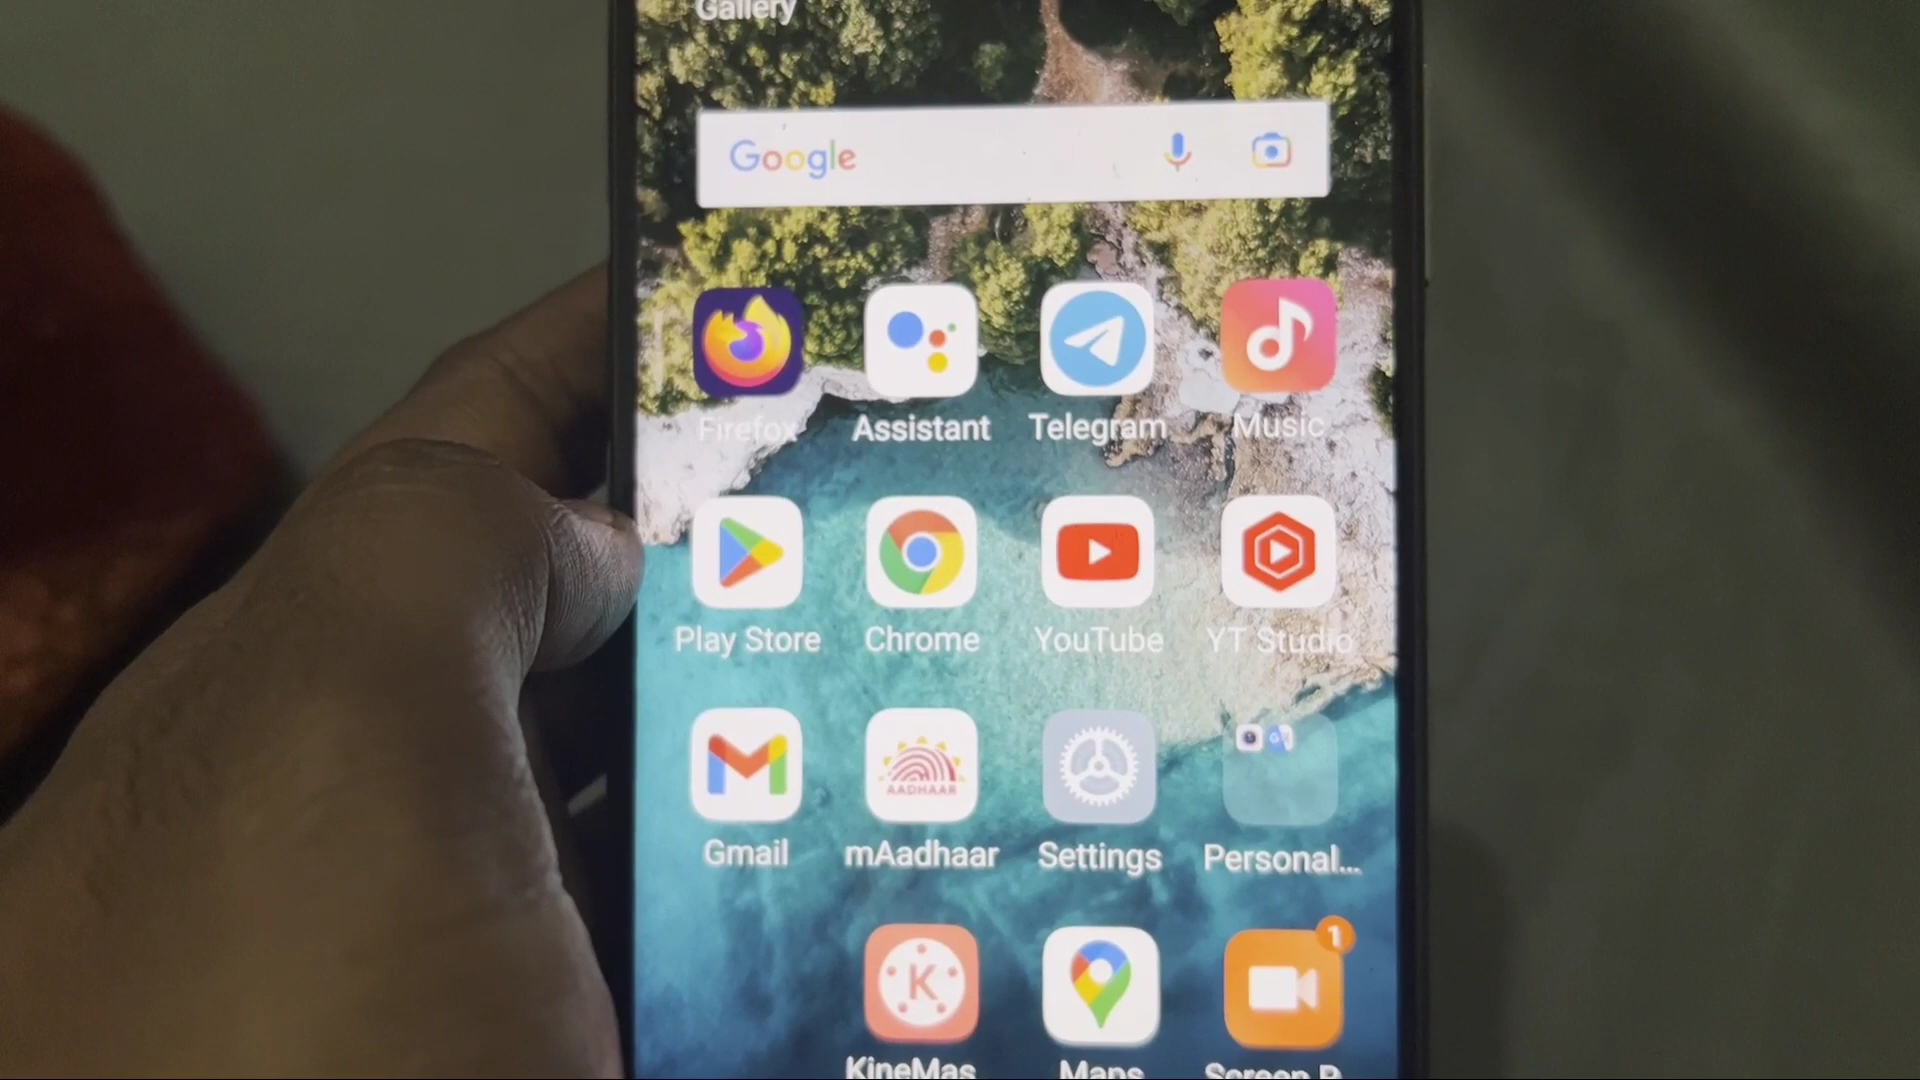 Gallery
Google
Firefox Assistant Telegram Music
Play Store Chrome YouTube YT Studio
AADHAAR
Gmail mAadhaar Settings Personal...
1
K
KineMas Maps Screen R